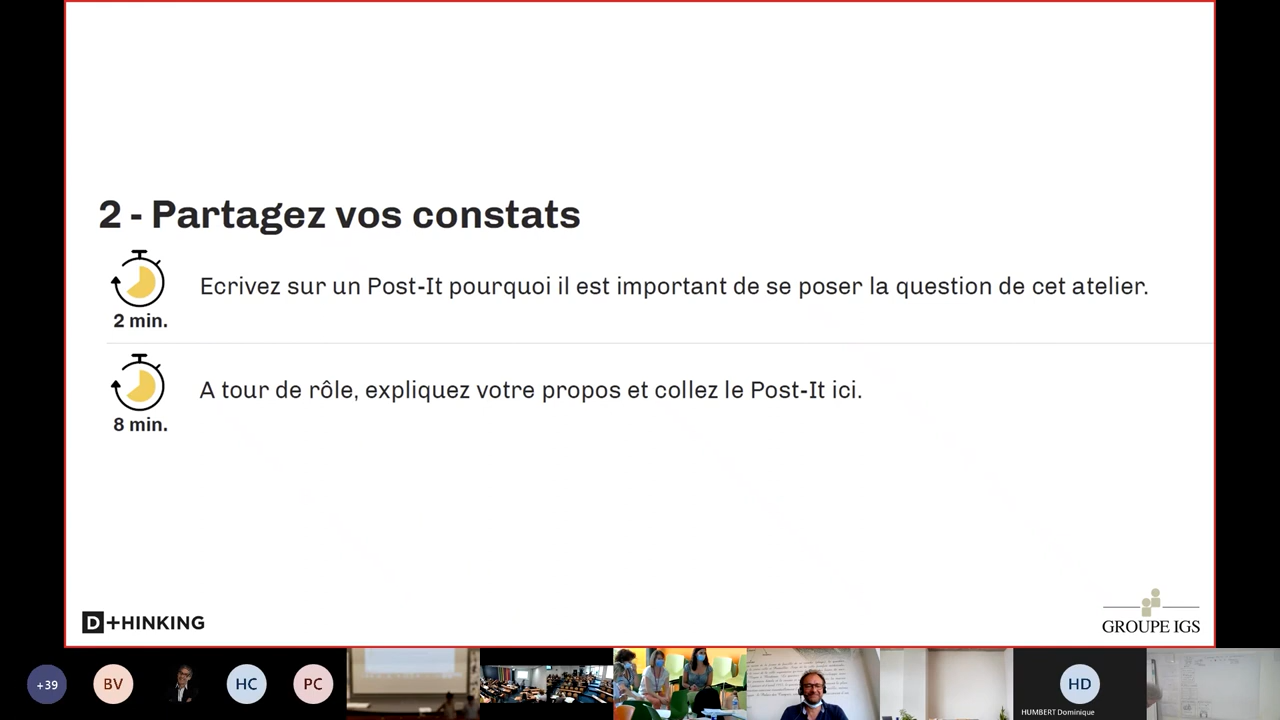 2 - Partagez vos constats
Ecrivez sur un Post-It pourquoi il est important de se poser la question de cet atelier.
2 min.
A tour de rôle, expliquez votre propos et collez le Post-It ici.
8 min.
D+HINKING
GROUPE IGS
+39
BV
HC
PC
HD
HUMBERT Dominique